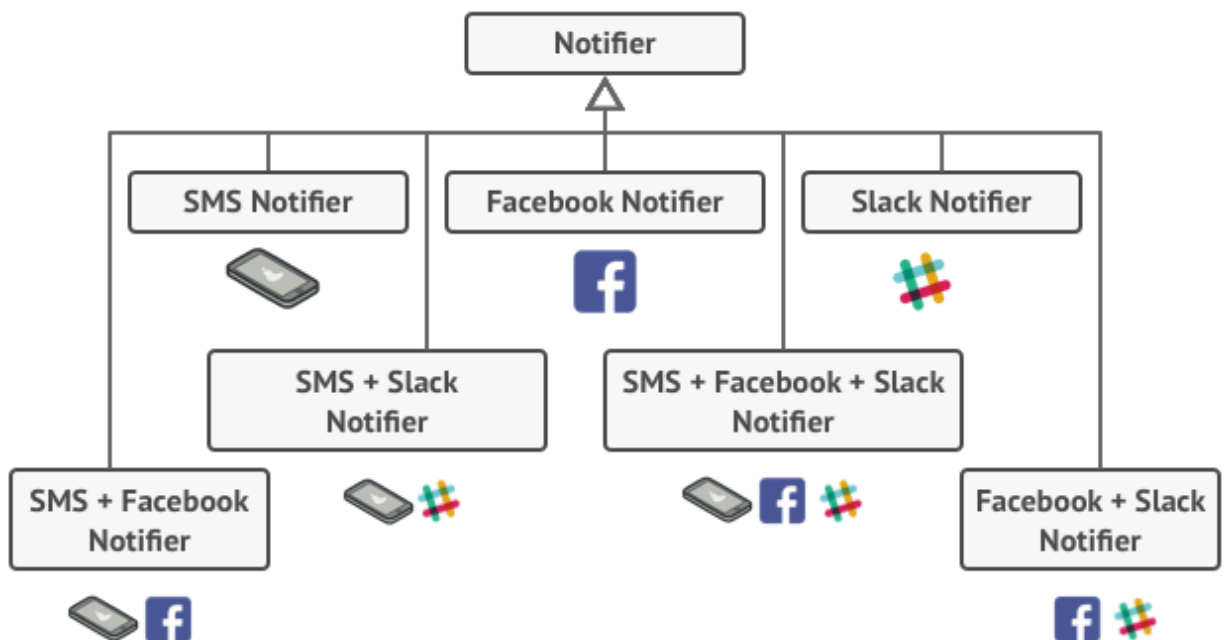 Notifier
SMS Notifier
Facebook Notifier
Slack Notifier
SMS + Slack
Notifier
SMS + Facebook + Slack
Notifier
SMS + Facebook
Notifier
Facebook + Slack
Notifier